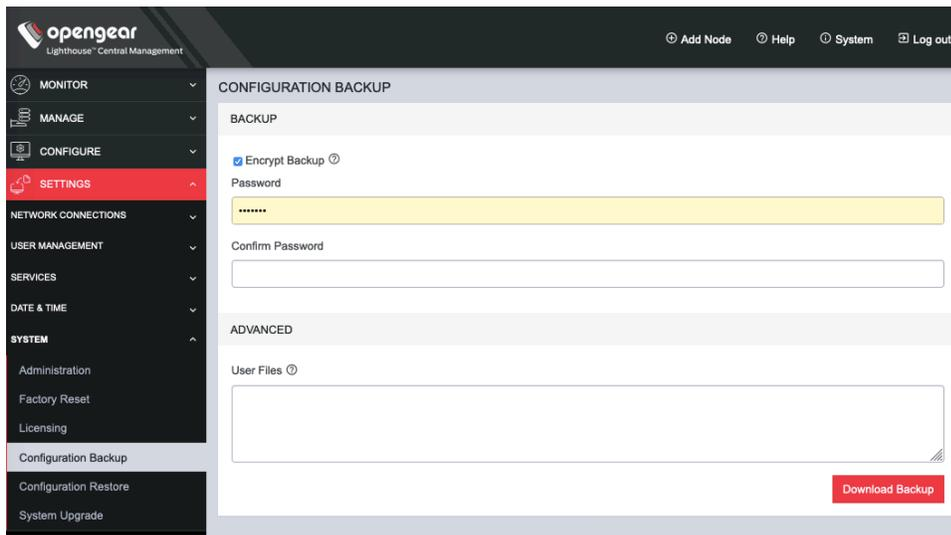 opengear
Lighthouse™ Central Management
Add Node
Help
System
Log out
MONITOR
MANAGE
CONFIGURE
SETTINGS
NETWORK CONNECTIONS
USER MANAGEMENT
SERVICES
DATE & TIME
SYSTEM
Administration
Factory Reset
Licensing
Configuration Backup
Configuration Restore
System Upgrade
CONFIGURATION BACKUP
BACKUP
Encrypt Backup
Password
•••••••
Confirm Password
ADVANCED
User Files
Download Backup